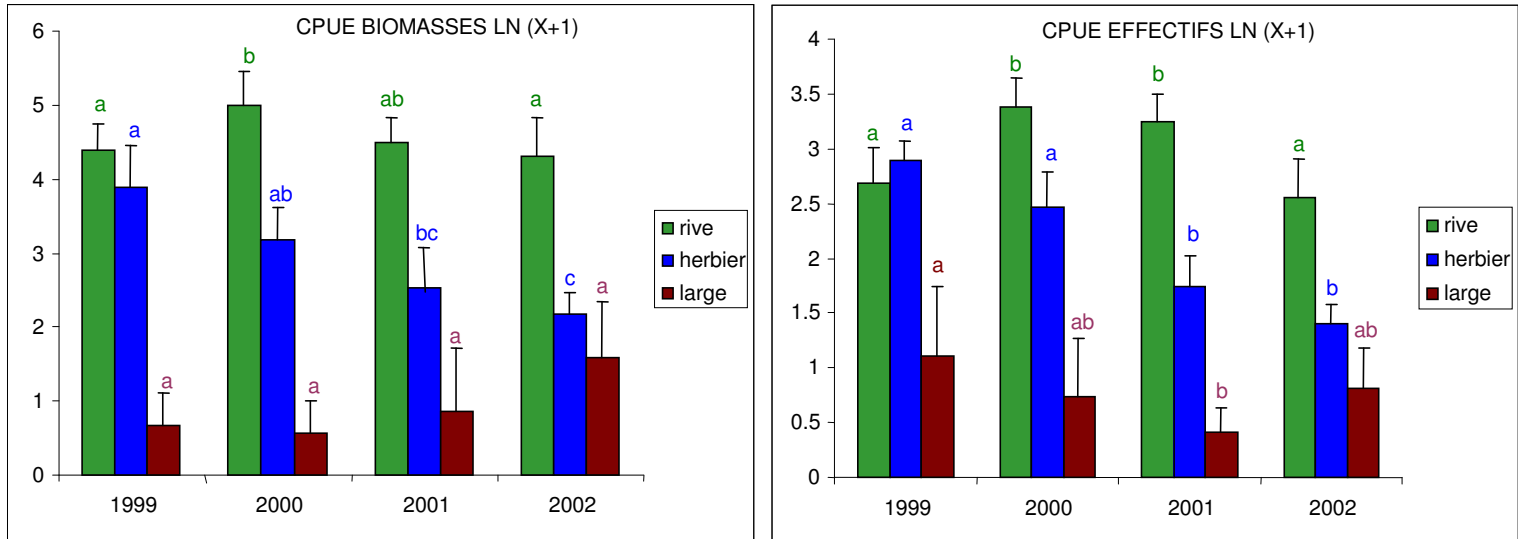 CPUE BIOMASSES LN (X+1)
6
5
4
3
2
1
0
a
a
a
b
ab
a
ab
bc
a
a
c
a
1999
2000
2001
2002
rive
herbier
large
CPUE EFFECTIFS LN (X+1)
4
3.5
3
2.5
2
1.5
1
0.5
0
a
a
a
b
a
ab
b
b
b
a
b
ab
1999
2000
2001
2002
rive
herbier
large